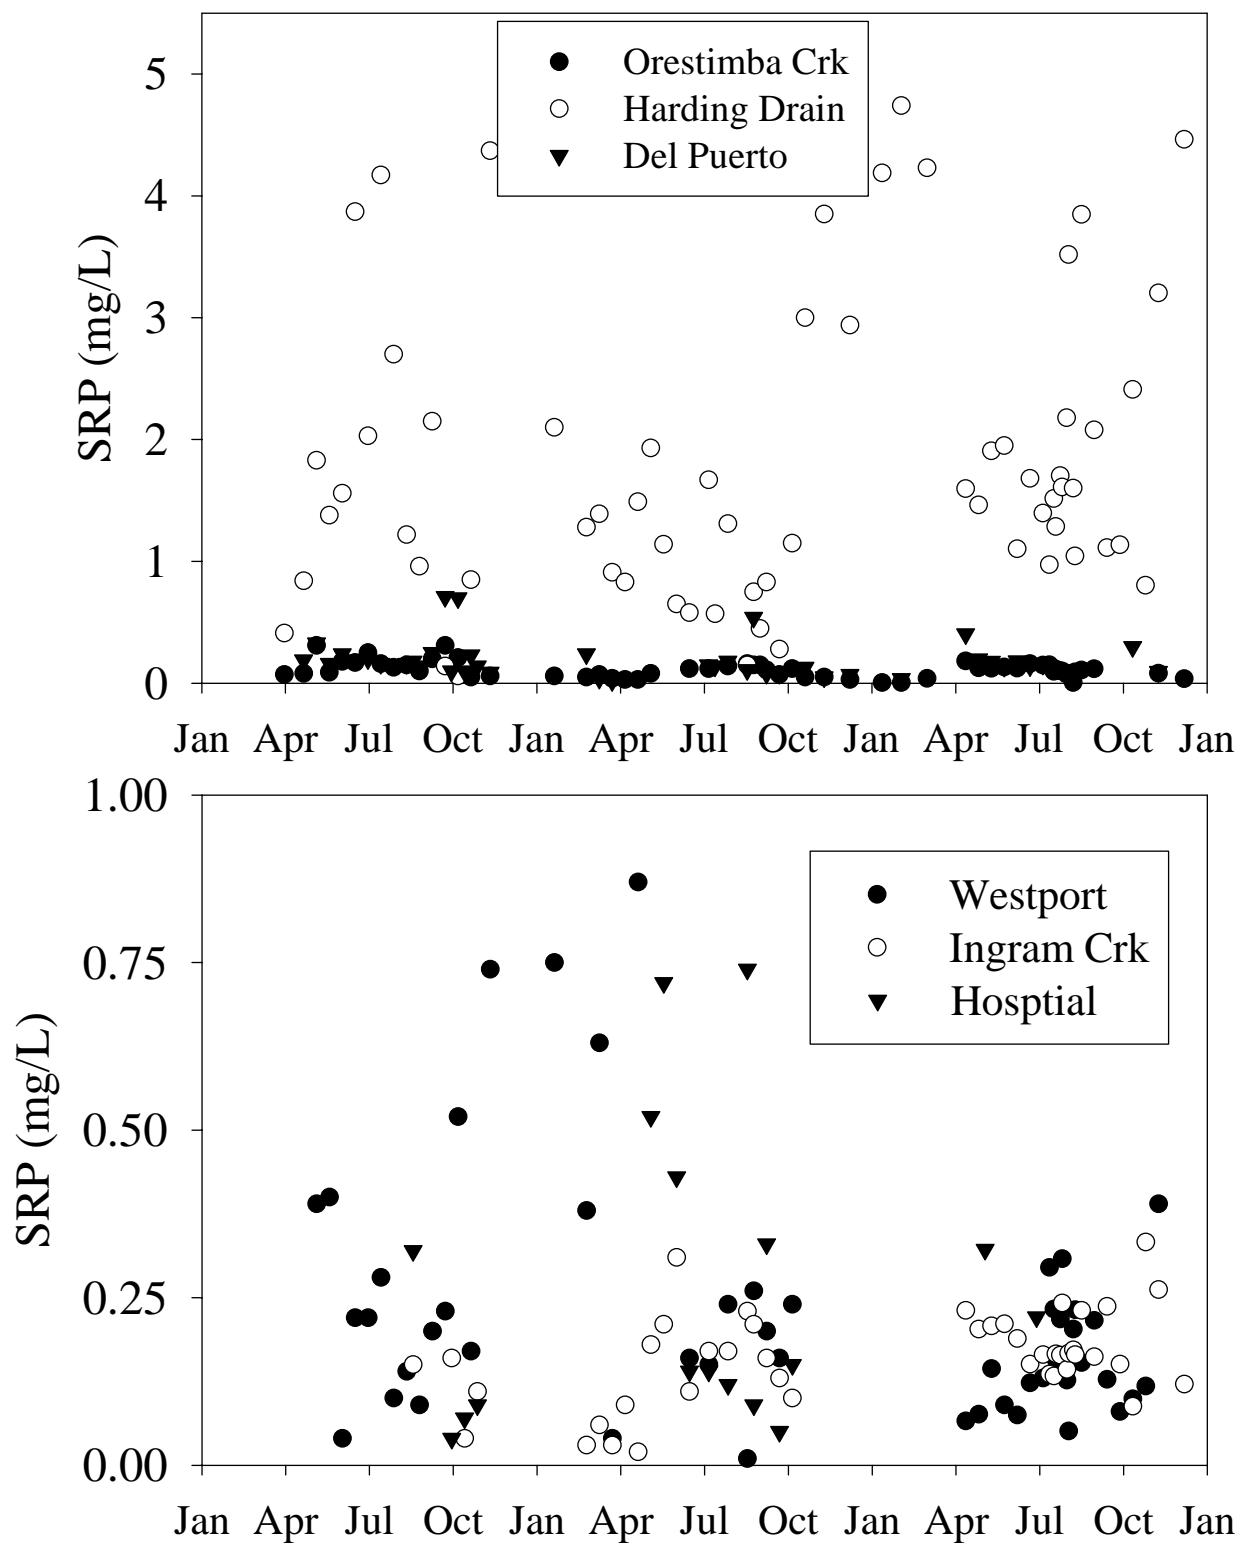 5
4
3
2
1
0
SRP (mg/L)
Orestimba Crk
Harding Drain
Del Puerto
Jan Apr Jul Oct Jan Apr Jul Oct Jan Apr Jul Oct Jan
1.00
0.75
0.50
0.25
0.00
SRP (mg/L)
Westport
Ingram Crk
Hosptial
Jan Apr Jul Oct Jan Apr Jul Oct Jan Apr Jul Oct Jan